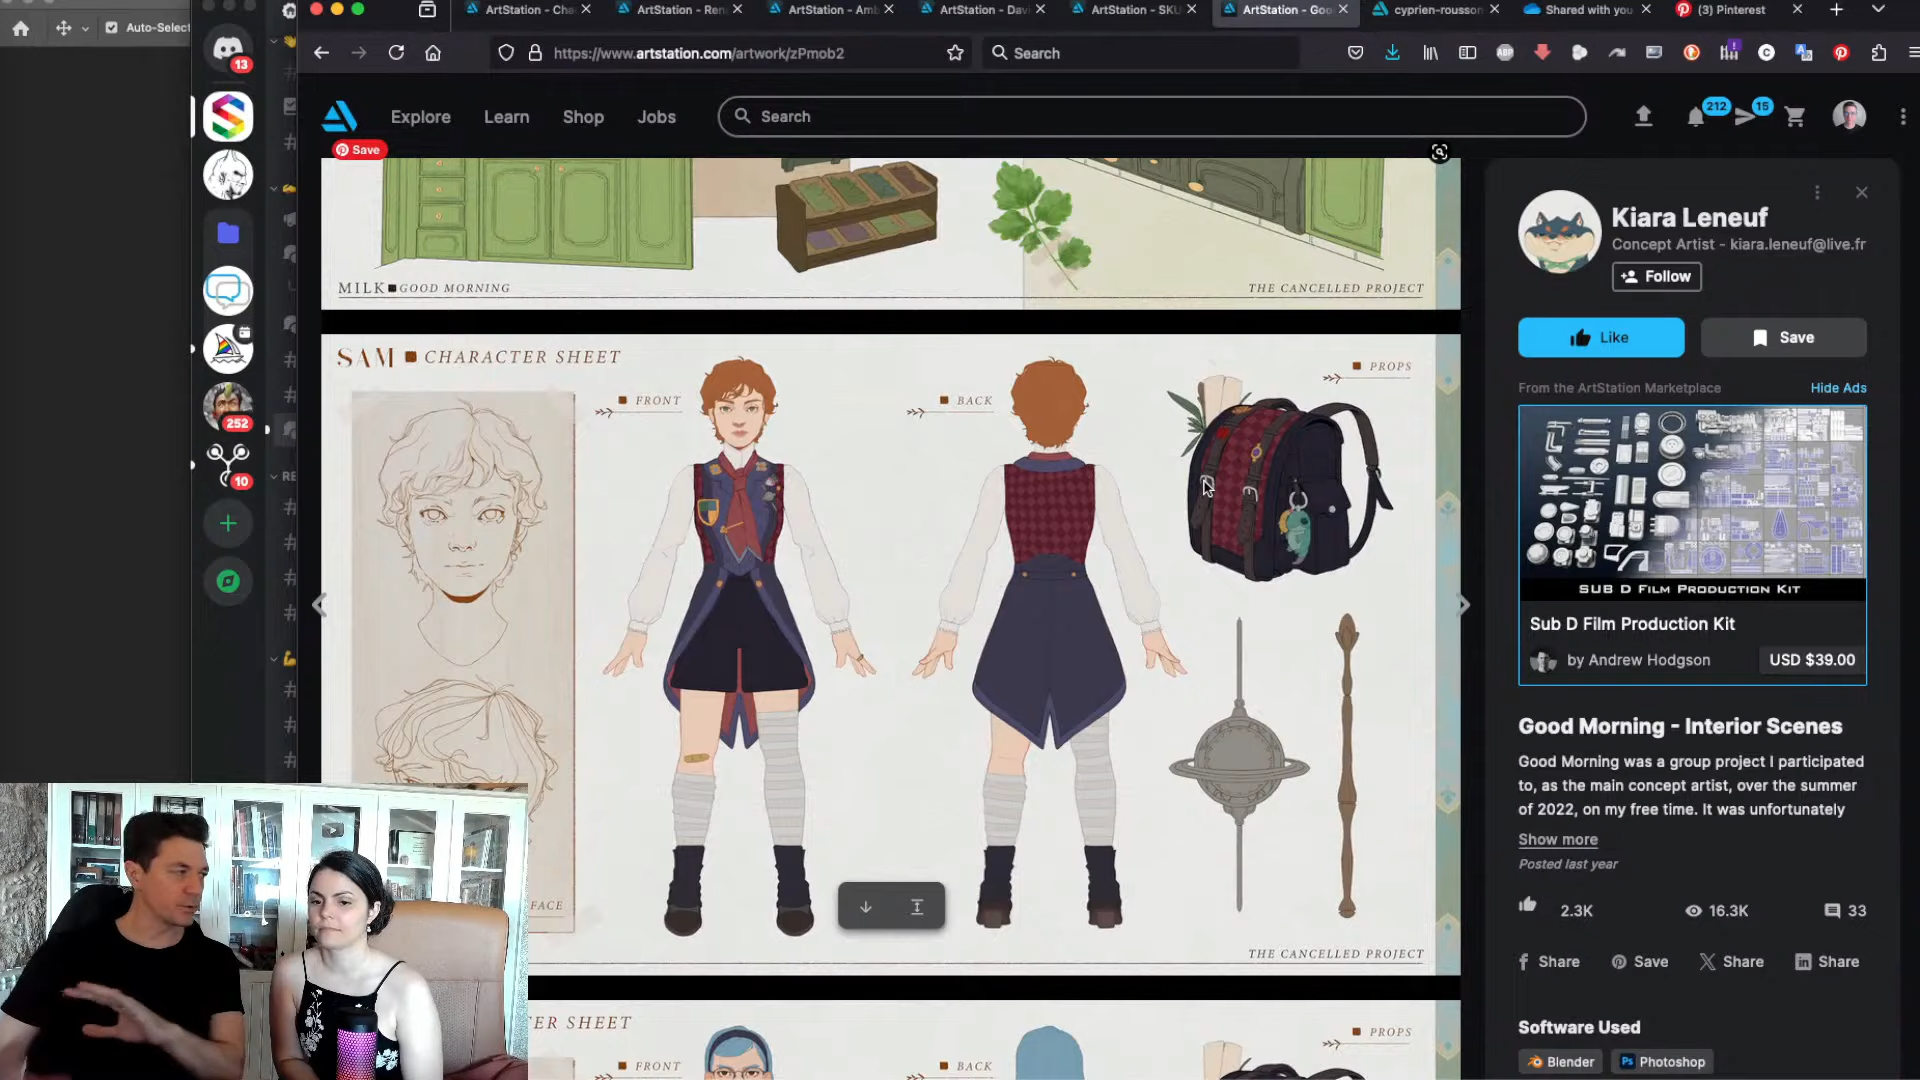 Auto-Select
13
252
10
RE
ArtStation - Cha
ArtStation - Ren
ArtStation - Amb
ArtStation - Davi
ArtStation - SKU
ArtStation - Goo
cyprien-rousson
Shared with you
(3) Pinterest
https://www.artstation.com/artwork/zPmob2
Search
ABP
Explore
Learn
Shop
Jobs
Search
212
15
Save
MILK GOOD MORNING
THE CANCELLED PROJECT
SAM CHARACTER SHEET
FRONT
BACK
PROPS
FACE
THE CANCELLED PROJECT
ER SHEET
FRONT
BACK
PROPS
Kiara Leneuf
Concept Artist - kiara.leneuf@live.fr
Follow
Like
Save
From the ArtStation Marketplace
Hide Ads
SUB D FILM PRODUCTION KIT
Sub D Film Production Kit
by Andrew Hodgson
USD $39.00
Good Morning - Interior Scenes
Good Morning was a group project I participated
to, as the main concept artist, over the summer
of 2022, on my free time. It was unfortunately
Show more
Posted last year
2.3K
16.3K
33
Share
Save
Share
Share
Software Used
Blender
Ps Photoshop